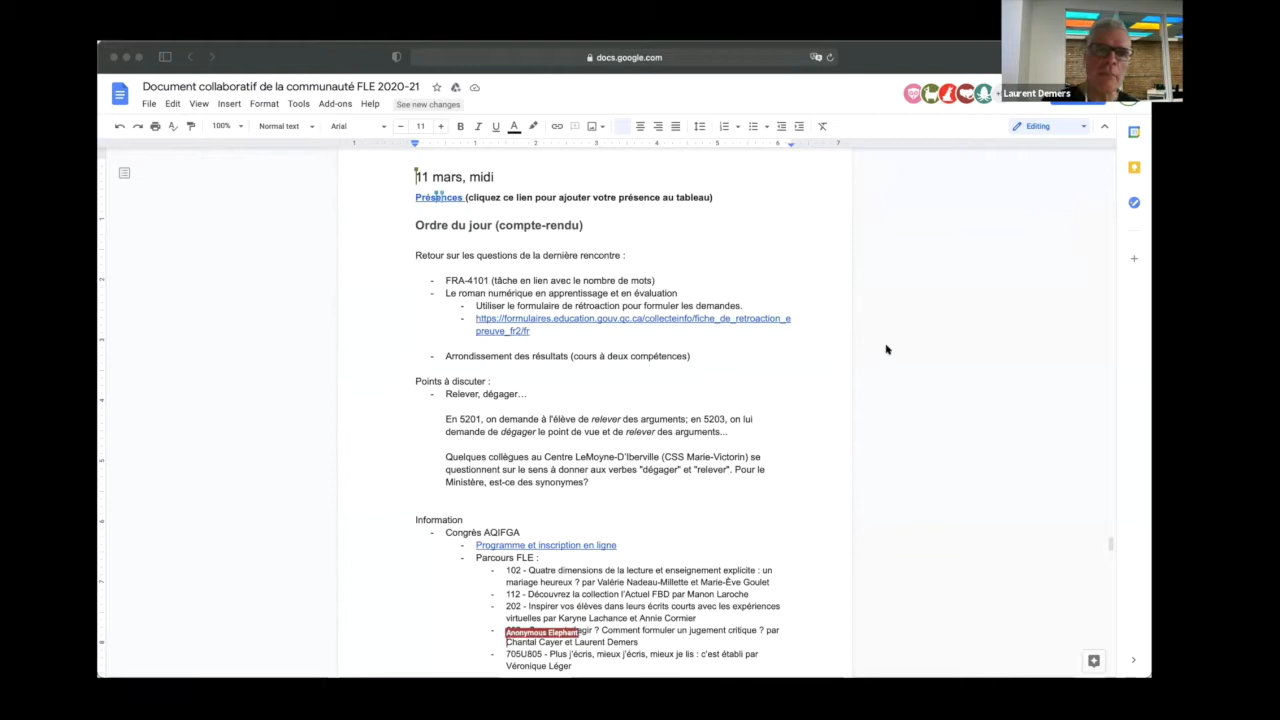 docs.google.com
Document collaboratif de la communauté FLE 2020-21
Laurent Demers
File Edit View Insert Format Tools Add-ons Help See new changes
100% Normal text Arial 11 Editing
1 1 2 3 4 5 6 7
11 mars, midi
Présences (cliquez ce lien pour ajouter votre présence au tableau)
Ordre du jour (compte-rendu)
Retour sur les questions de la dernière rencontre :
- FRA-4101 (tâche en lien avec le nombre de mots)
- Le roman numérique en apprentissage et en évaluation
- Utiliser le formulaire de rétroaction pour formuler les demandes.
- https://formulaires.education.gouv.qc.ca/collecteinfo/fiche_de_retroaction_e
preuve_fr2/fr
- Arrondissement des résultats (cours à deux compétences)
Points à discuter :
- Relever, dégager…
En 5201, on demande à l'élève de relever des arguments; en 5203, on lui
demande de dégager le point de vue et de relever des arguments...
Quelques collègues au Centre LeMoyne-D'Iberville (CSS Marie-Victorin) se
questionnent sur le sens à donner aux verbes "dégager" et "relever". Pour le
Ministère, est-ce des synonymes?
Information
- Congrès AQIFGA
- Programme et inscription en ligne
- Parcours FLE :
- 102 - Quatre dimensions de la lecture et enseignement explicite : un
mariage heureux ? par Valérie Nadeau-Millette et Marie-Ève Goulet
- 112 - Découvrez la collection l'Actuel FBD par Manon Laroche
- 202 - Inspirer vos élèves dans leurs écrits courts avec les expériences
virtuelles par Karyne Lachance et Annie Cormier
- Anonymous Elephant gir ? Comment formuler un jugement critique ? par
Chantal Cayer et Laurent Demers
- 705U805 - Plus j'écris, mieux j'écris, mieux je lis : c'est établi par
Véronique Léger